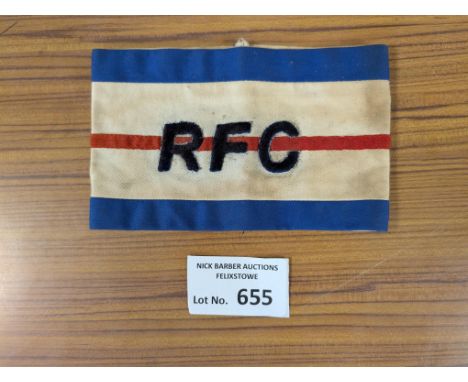 RFC
NICK BARBER AUCTIONS
FELIXSTOWE
Lot No. 655